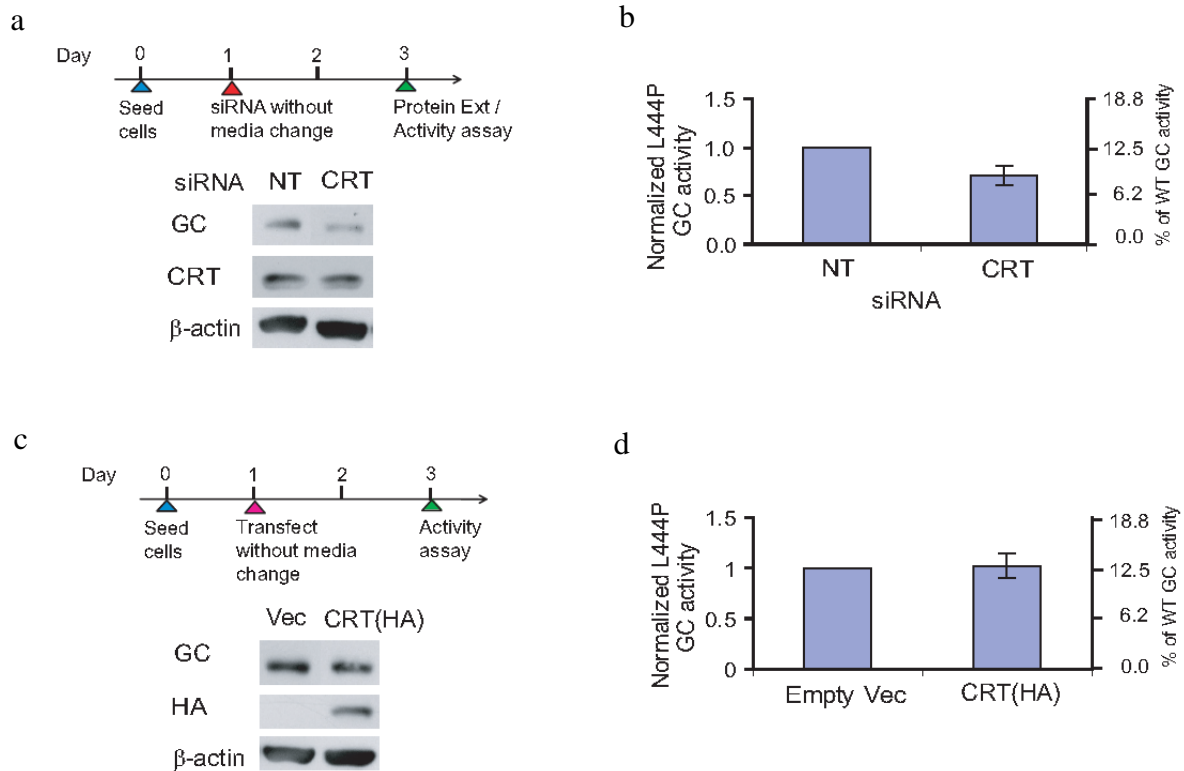 a
Day 0 1 2 3
Seed cells
siRNA without media change
Protein Ext / Activity assay
siRNA NT CRT
GC
CRT
β-actin
b
Normalized L444P GC activity
1.5
1.0
0.5
0.0
18.8
12.5
6.2
0.0
% of WT GC activity
NT CRT
siRNA
c
Day 0 1 2 3
Seed cells
Transfect without media change
Activity assay
Vec CRT(HA)
GC
HA
β-actin
d
Normalized L444P GC activity
1.5
1
0.5
0
18.8
12.5
6.2
0.0
% of WT GC activity
Empty Vec CRT(HA)